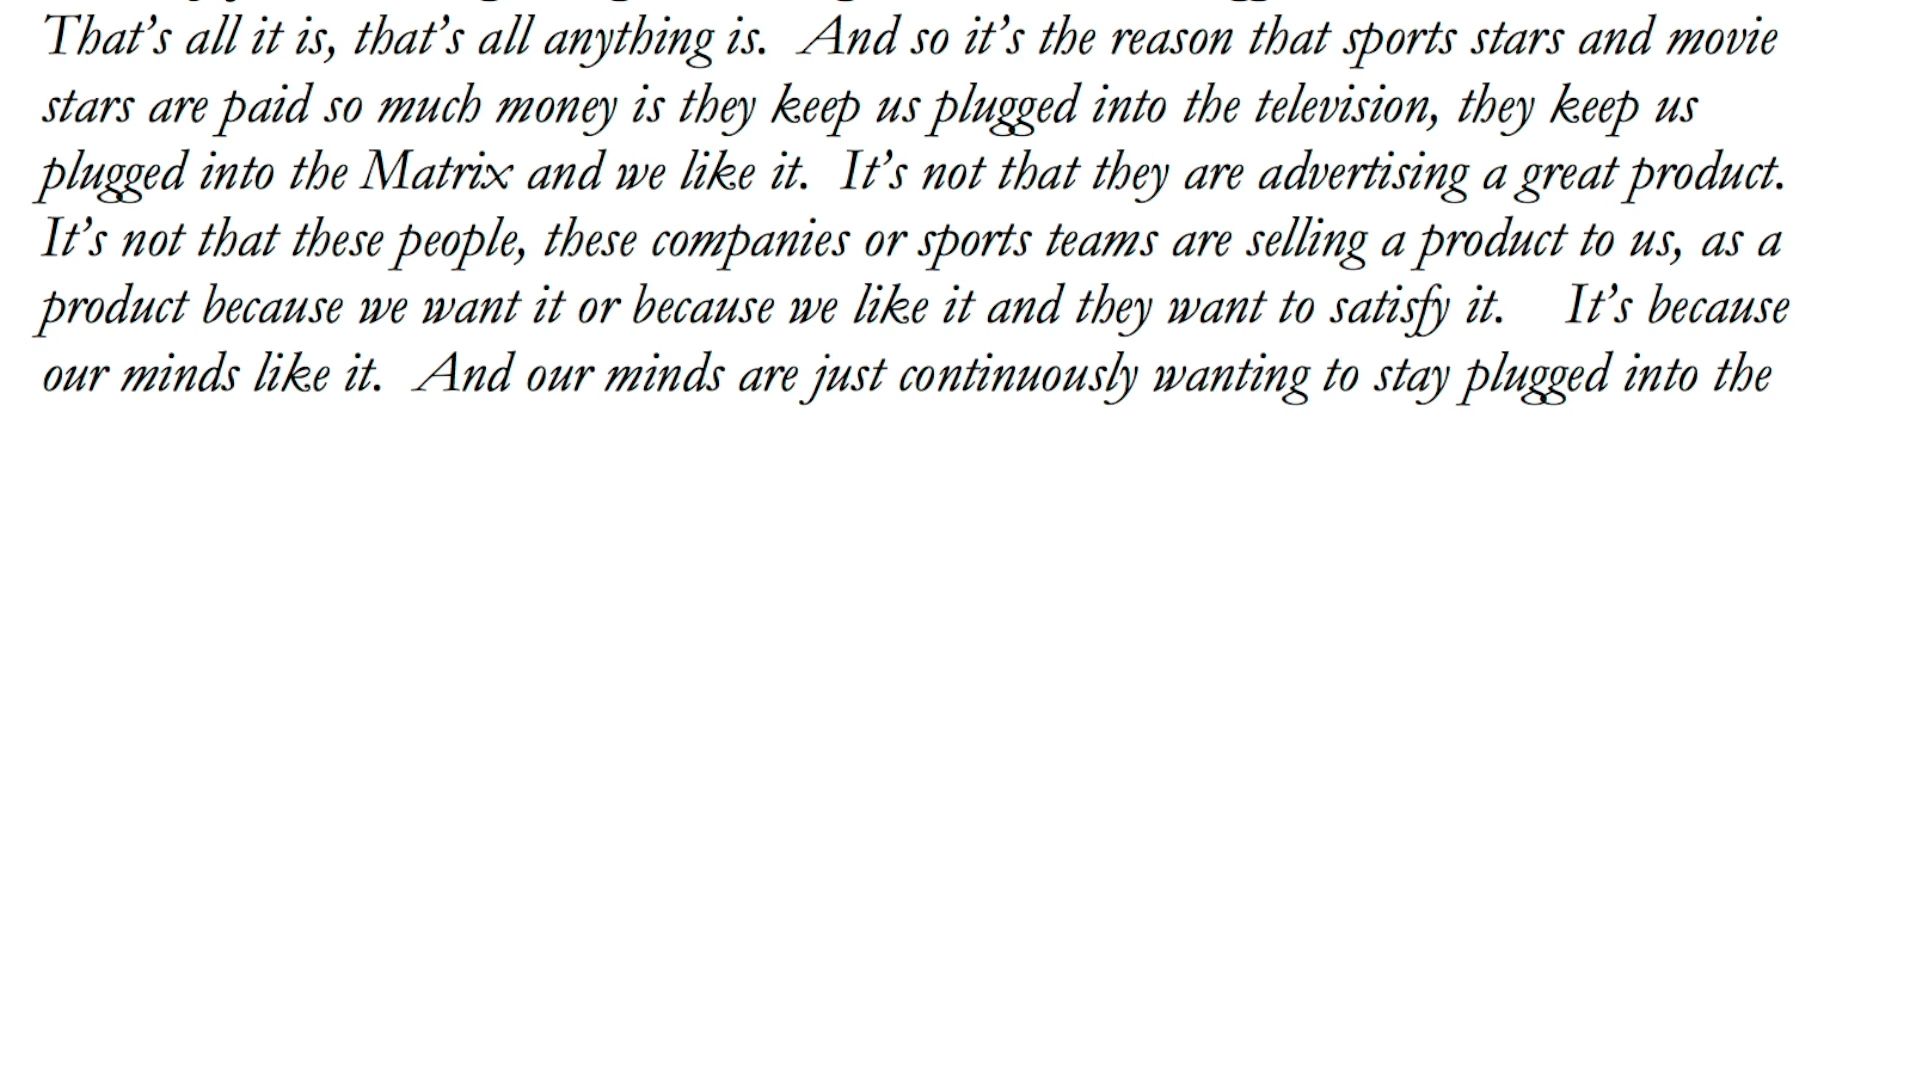 That’s all it is, that’s all anything is.  And so it’s the reason that sports stars and movie
stars are paid so much money is they keep us plugged into the television, they keep us
plugged into the Matrix and we like it.  It’s not that they are advertising a great product.
It’s not that these people, these companies or sports teams are selling a product to us, as a
product because we want it or because we like it and they want to satisfy it.    It’s because
our minds like it.  And our minds are just continuously wanting to stay plugged into the